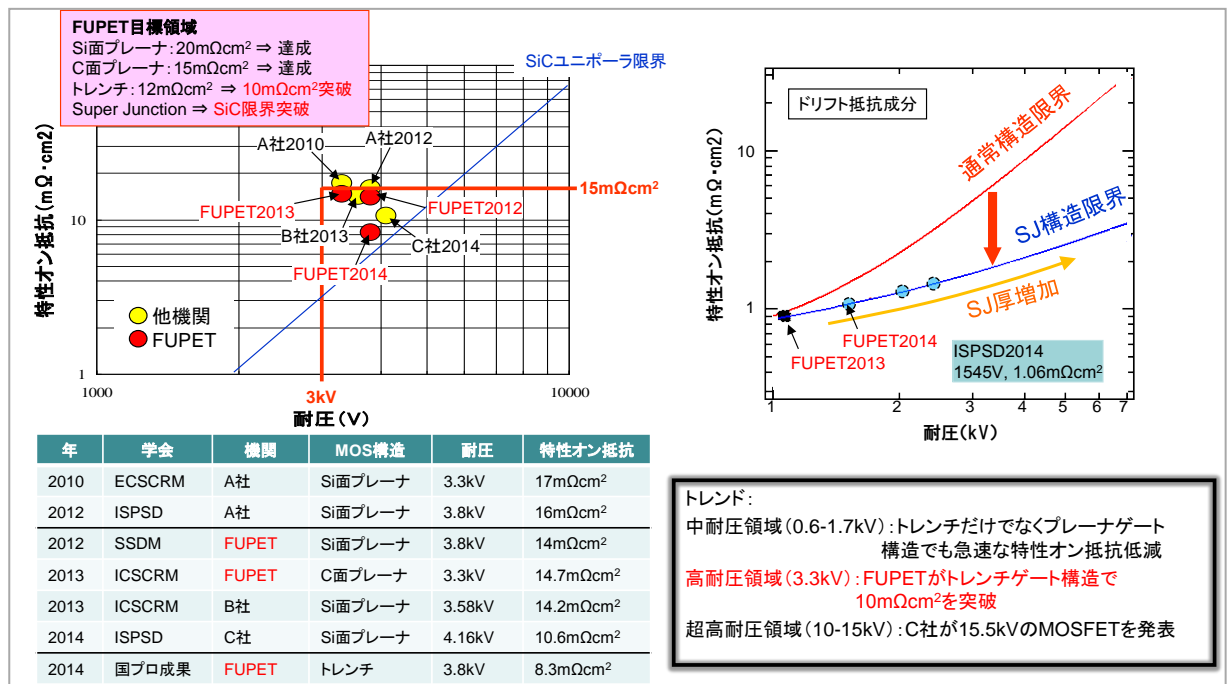 FUPET目標領域
Si面プレーナ：20mΩcm² ⇒ 達成
C面プレーナ：15mΩcm² ⇒ 達成
トレンチ：12mΩcm² ⇒ 10mΩcm²突破
Super Junction ⇒ SiC限界突破
SiCユニポーラ限界
A社2010
A社2012
15mΩcm²
FUPET2013
FUPET2012
B社2013
C社2014
FUPET2014
他機関
FUPET
特性オン抵抗(mΩ・cm2)
10
1
1000
3kV
10000
耐圧(V)
ドリフト抵抗成分
通常構造限界
SJ構造限界
SJ厚増加
FUPET2014
FUPET2013
ISPSD2014
1545V, 1.06mΩcm²
特性オン抵抗(mΩ・cm2)
10
1
1 2 3 4 5 6 7
耐圧(kV)
年 学会 機関 MOS構造 耐圧 特性オン抵抗
2010 ECSCRM A社 Si面プレーナ 3.3kV 17mΩcm²
2012 ISPSD A社 Si面プレーナ 3.8kV 16mΩcm²
2012 SSDM FUPET Si面プレーナ 3.8kV 14mΩcm²
2013 ICSCRM FUPET C面プレーナ 3.3kV 14.7mΩcm²
2013 ICSCRM B社 Si面プレーナ 3.58kV 14.2mΩcm²
2014 ISPSD C社 Si面プレーナ 4.16kV 10.6mΩcm²
2014 国プロ成果 FUPET トレンチ 3.8kV 8.3mΩcm²
トレンド：
中耐圧領域(0.6-1.7kV)：トレンチだけでなくプレーナゲート
構造でも急速な特性オン抵抗低減
高耐圧領域(3.3kV)：FUPETがトレンチゲート構造で
10mΩcm²を突破
超高耐圧領域(10-15kV)：C社が15.5kVのMOSFETを発表